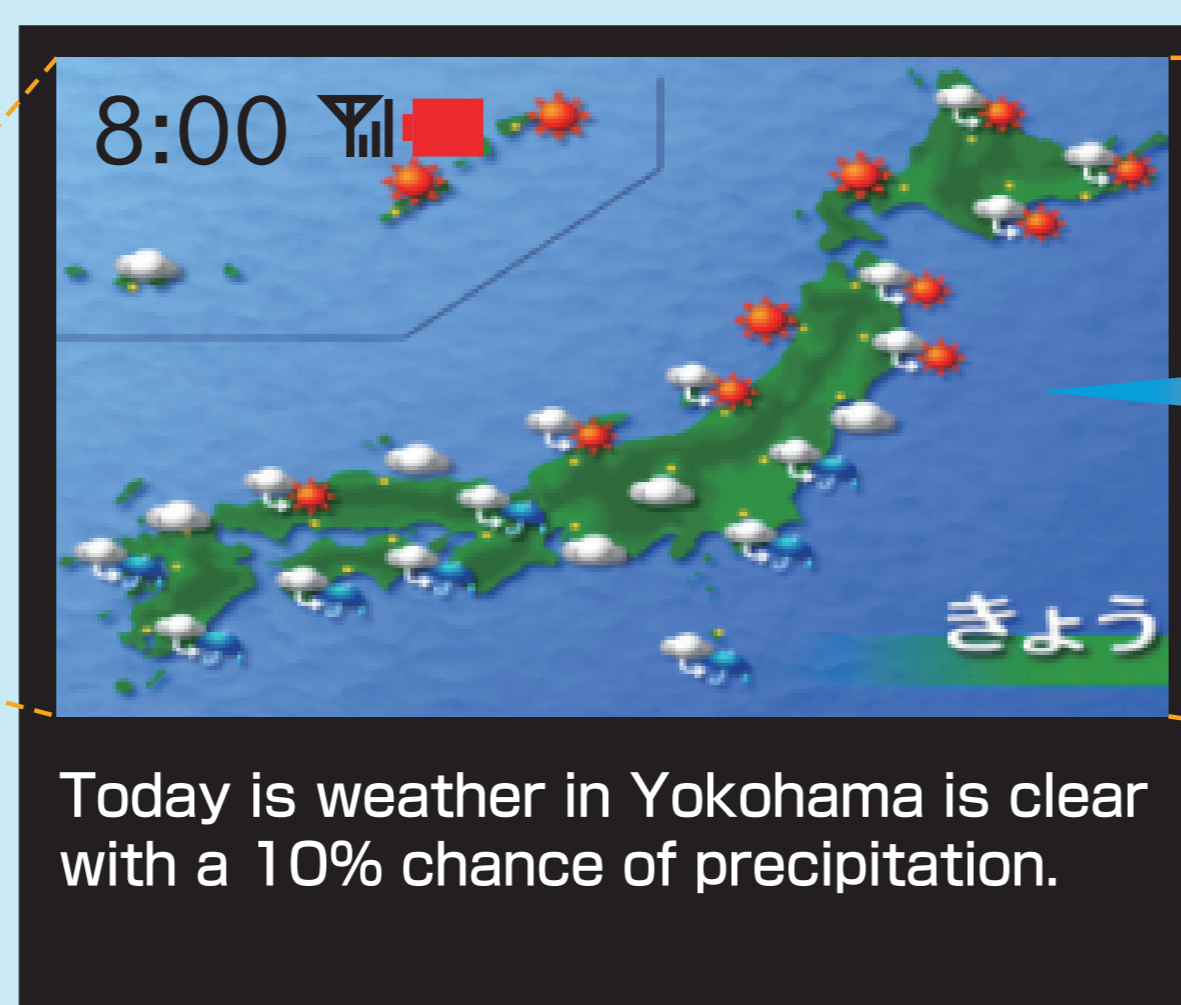 8:00
きょう
Today is weather in Yokohama is clear
with a 10% chance of precipitation.